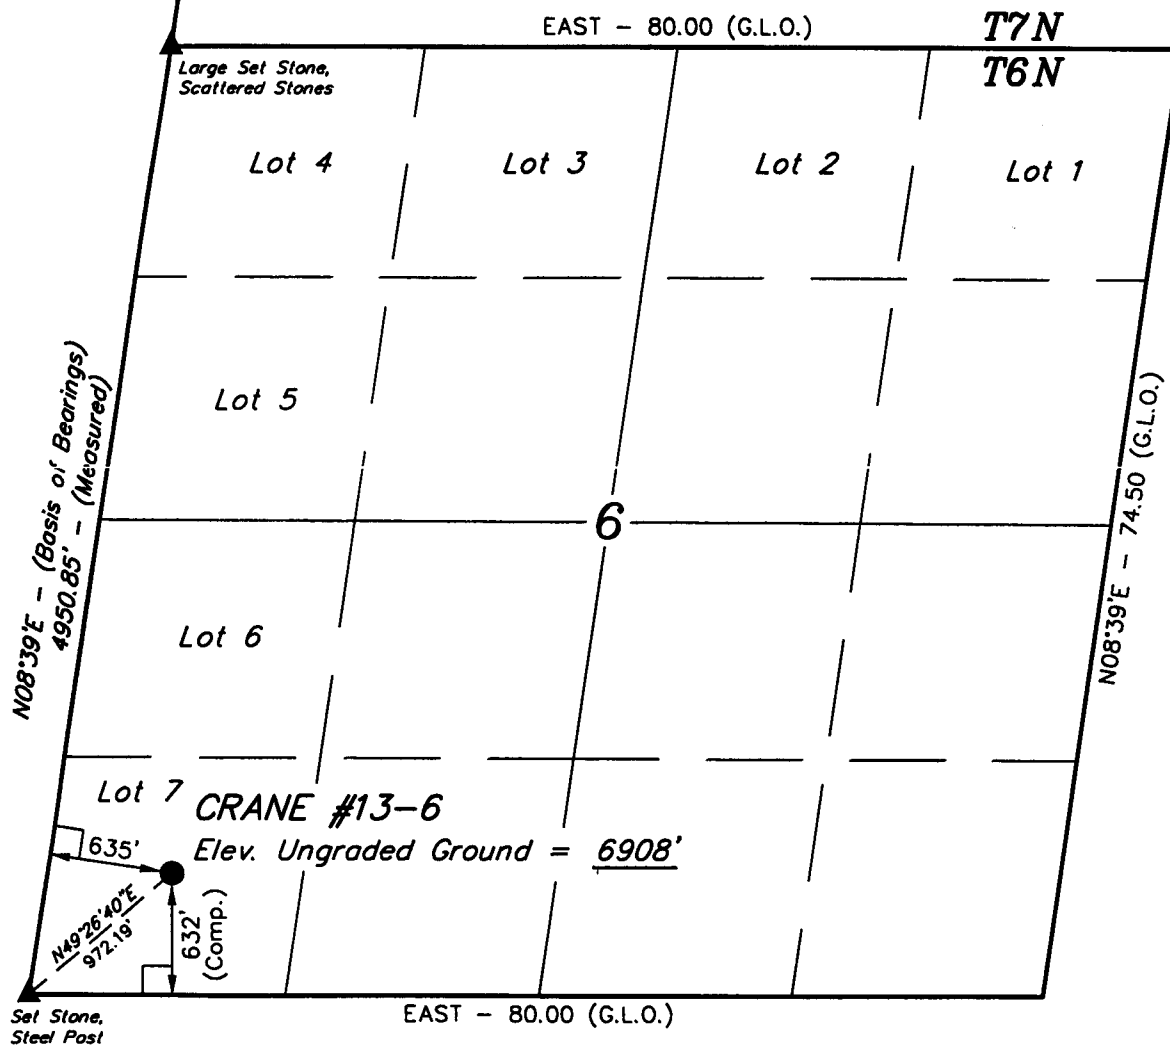 EAST – 80.00 (G.L.O.)
T7N
T6N
Large Set Stone,
Scattered Stones
Lot 4
Lot 3
Lot 2
Lot 1
Lot 5
N08°39'E – (Basis of Bearings)
4950.85' – (Measured)
6
N08°39'E – 74.50 (G.L.O.)
Lot 6
Lot 7
CRANE #13–6
Elev. Ungraded Ground = 6908'
635'
N49°26'40"E
972.19'
632'
(Comp.)
EAST – 80.00 (G.L.O.)
Set Stone,
Steel Post